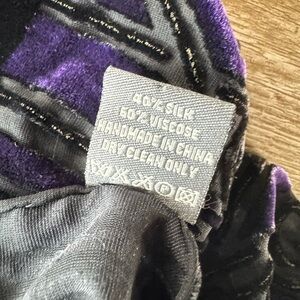 40% SILK
60% VISCOSE
HANDMADE IN CHINA
DRY CLEAN ONLY